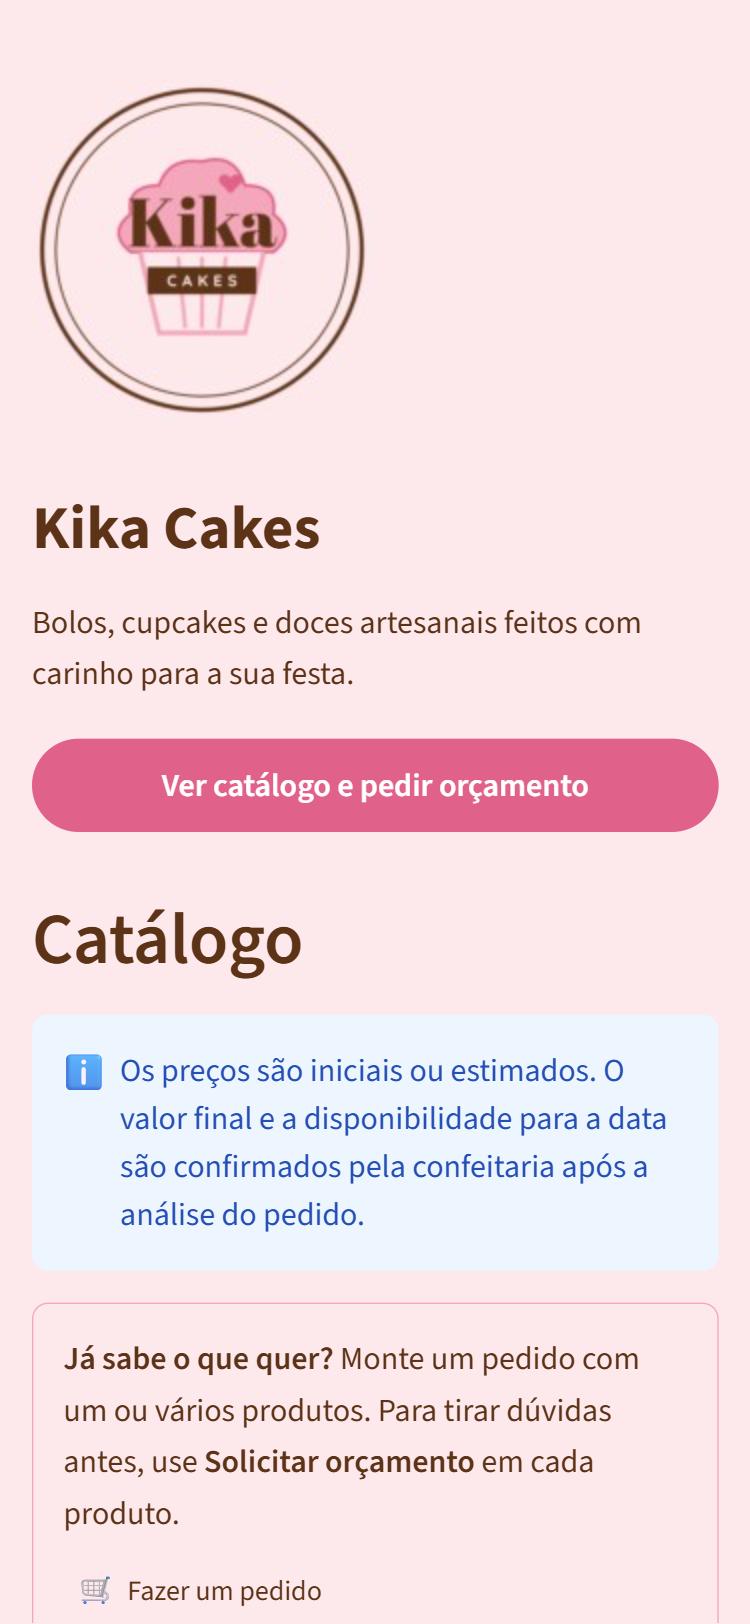 Kika
CAKES
Kika Cakes
Bolos, cupcakes e doces artesanais feitos com
carinho para a sua festa.
Ver catálogo e pedir orçamento
Catálogo
Os preços são iniciais ou estimados. O
valor final e a disponibilidade para a data
são confirmados pela confeitaria após a
análise do pedido.
Já sabe o que quer? Monte um pedido com
um ou vários produtos. Para tirar dúvidas
antes, use Solicitar orçamento em cada
produto.
Fazer um pedido